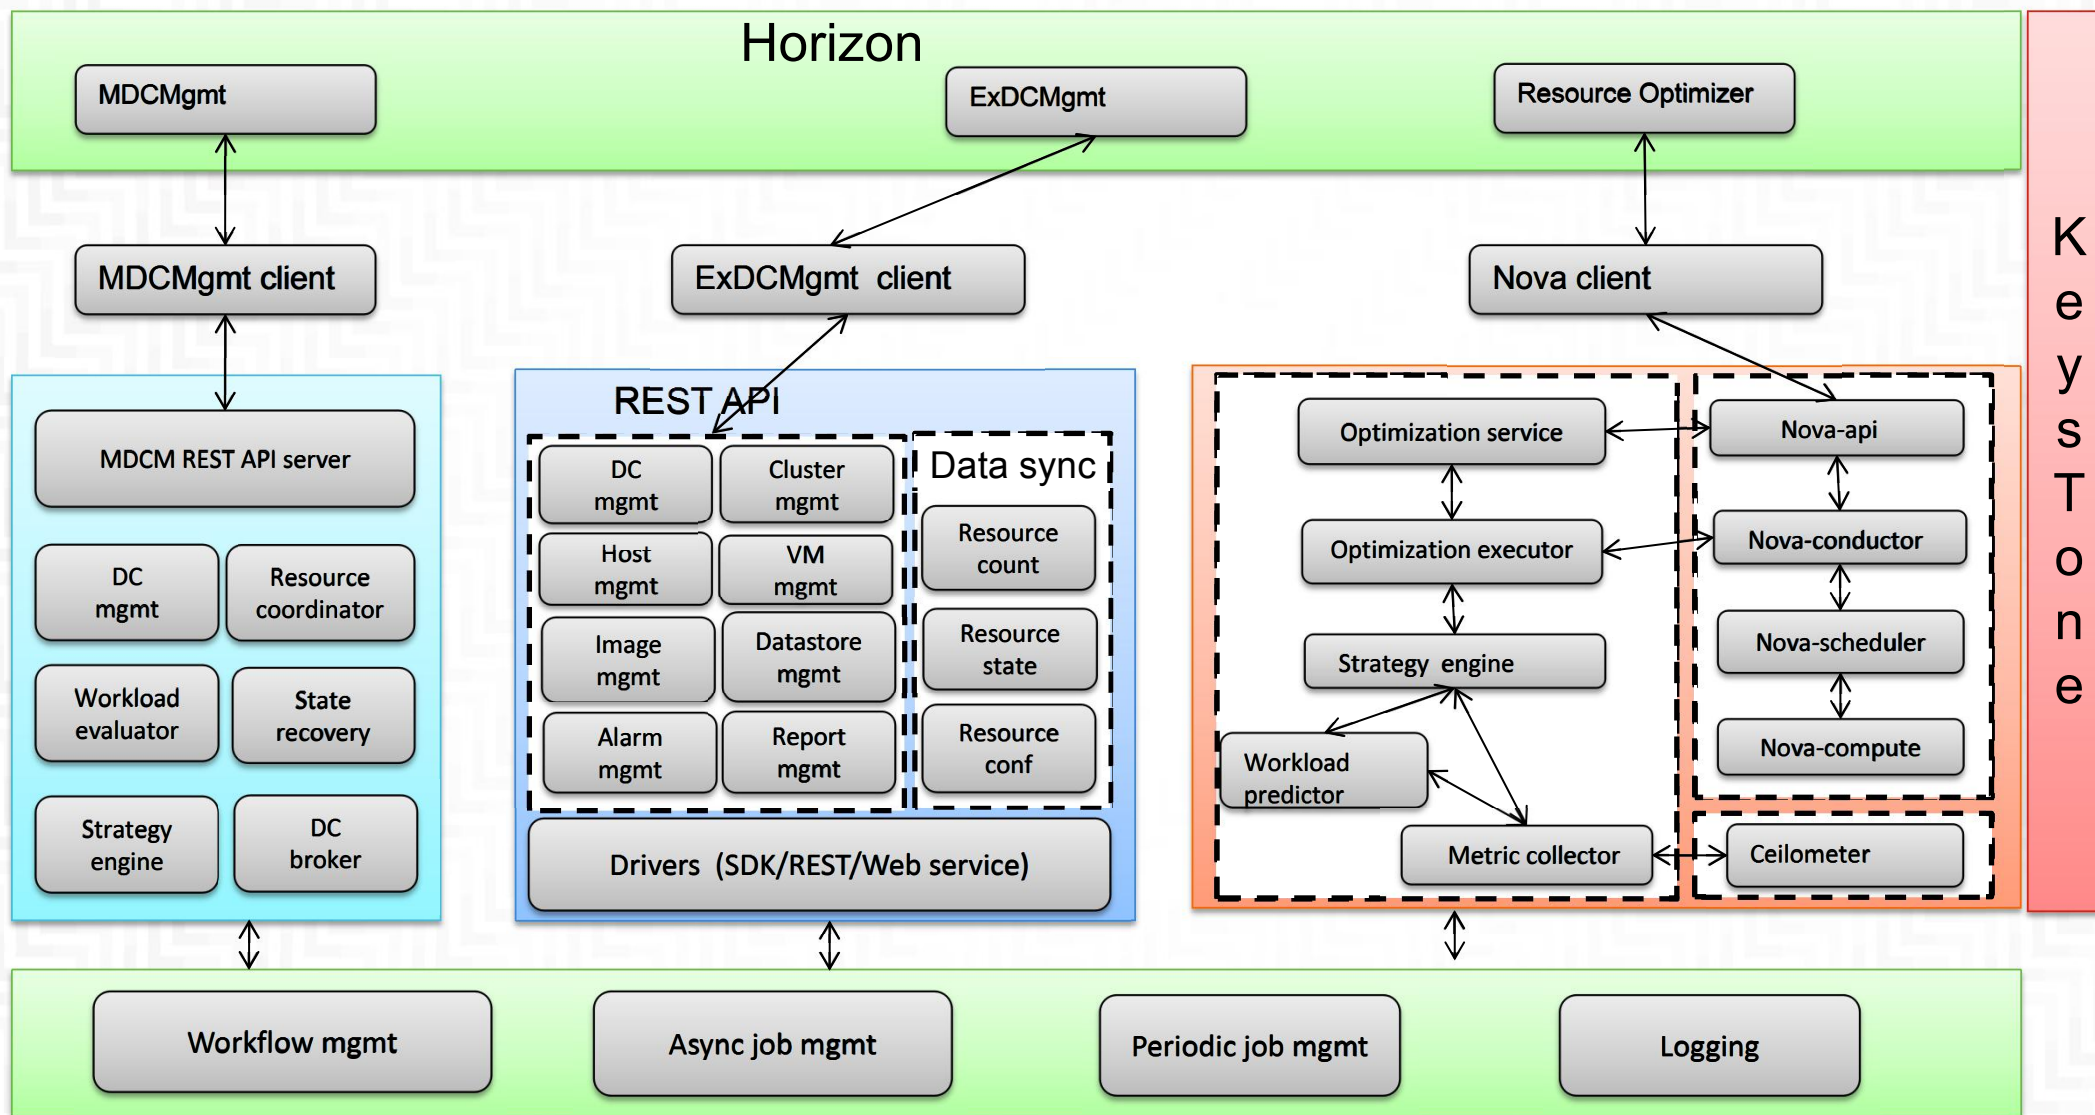 Horizon
MDCMgmt
ExDCMgmt
Resource Optimizer
MDCMgmt client
ExDCMgmt client
Nova client
MDCM REST API server
DC
mgmt
Resource
coordinator
Workload
evaluator
State
recovery
Strategy
engine
DC
broker
REST API
DC
mgmt
Cluster
mgmt
Host
mgmt
VM
mgmt
Image
mgmt
Datastore
mgmt
Alarm
mgmt
Report
mgmt
Data sync
Resource
count
Resource
state
Resource
conf
Drivers (SDK/REST/Web service)
Optimization service
Optimization executor
Strategy engine
Workload
predictor
Metric collector
Nova-api
Nova-conductor
Nova-scheduler
Nova-compute
Ceilometer
K
e
y
s
T
o
n
e
Workflow mgmt
Async job mgmt
Periodic job mgmt
Logging